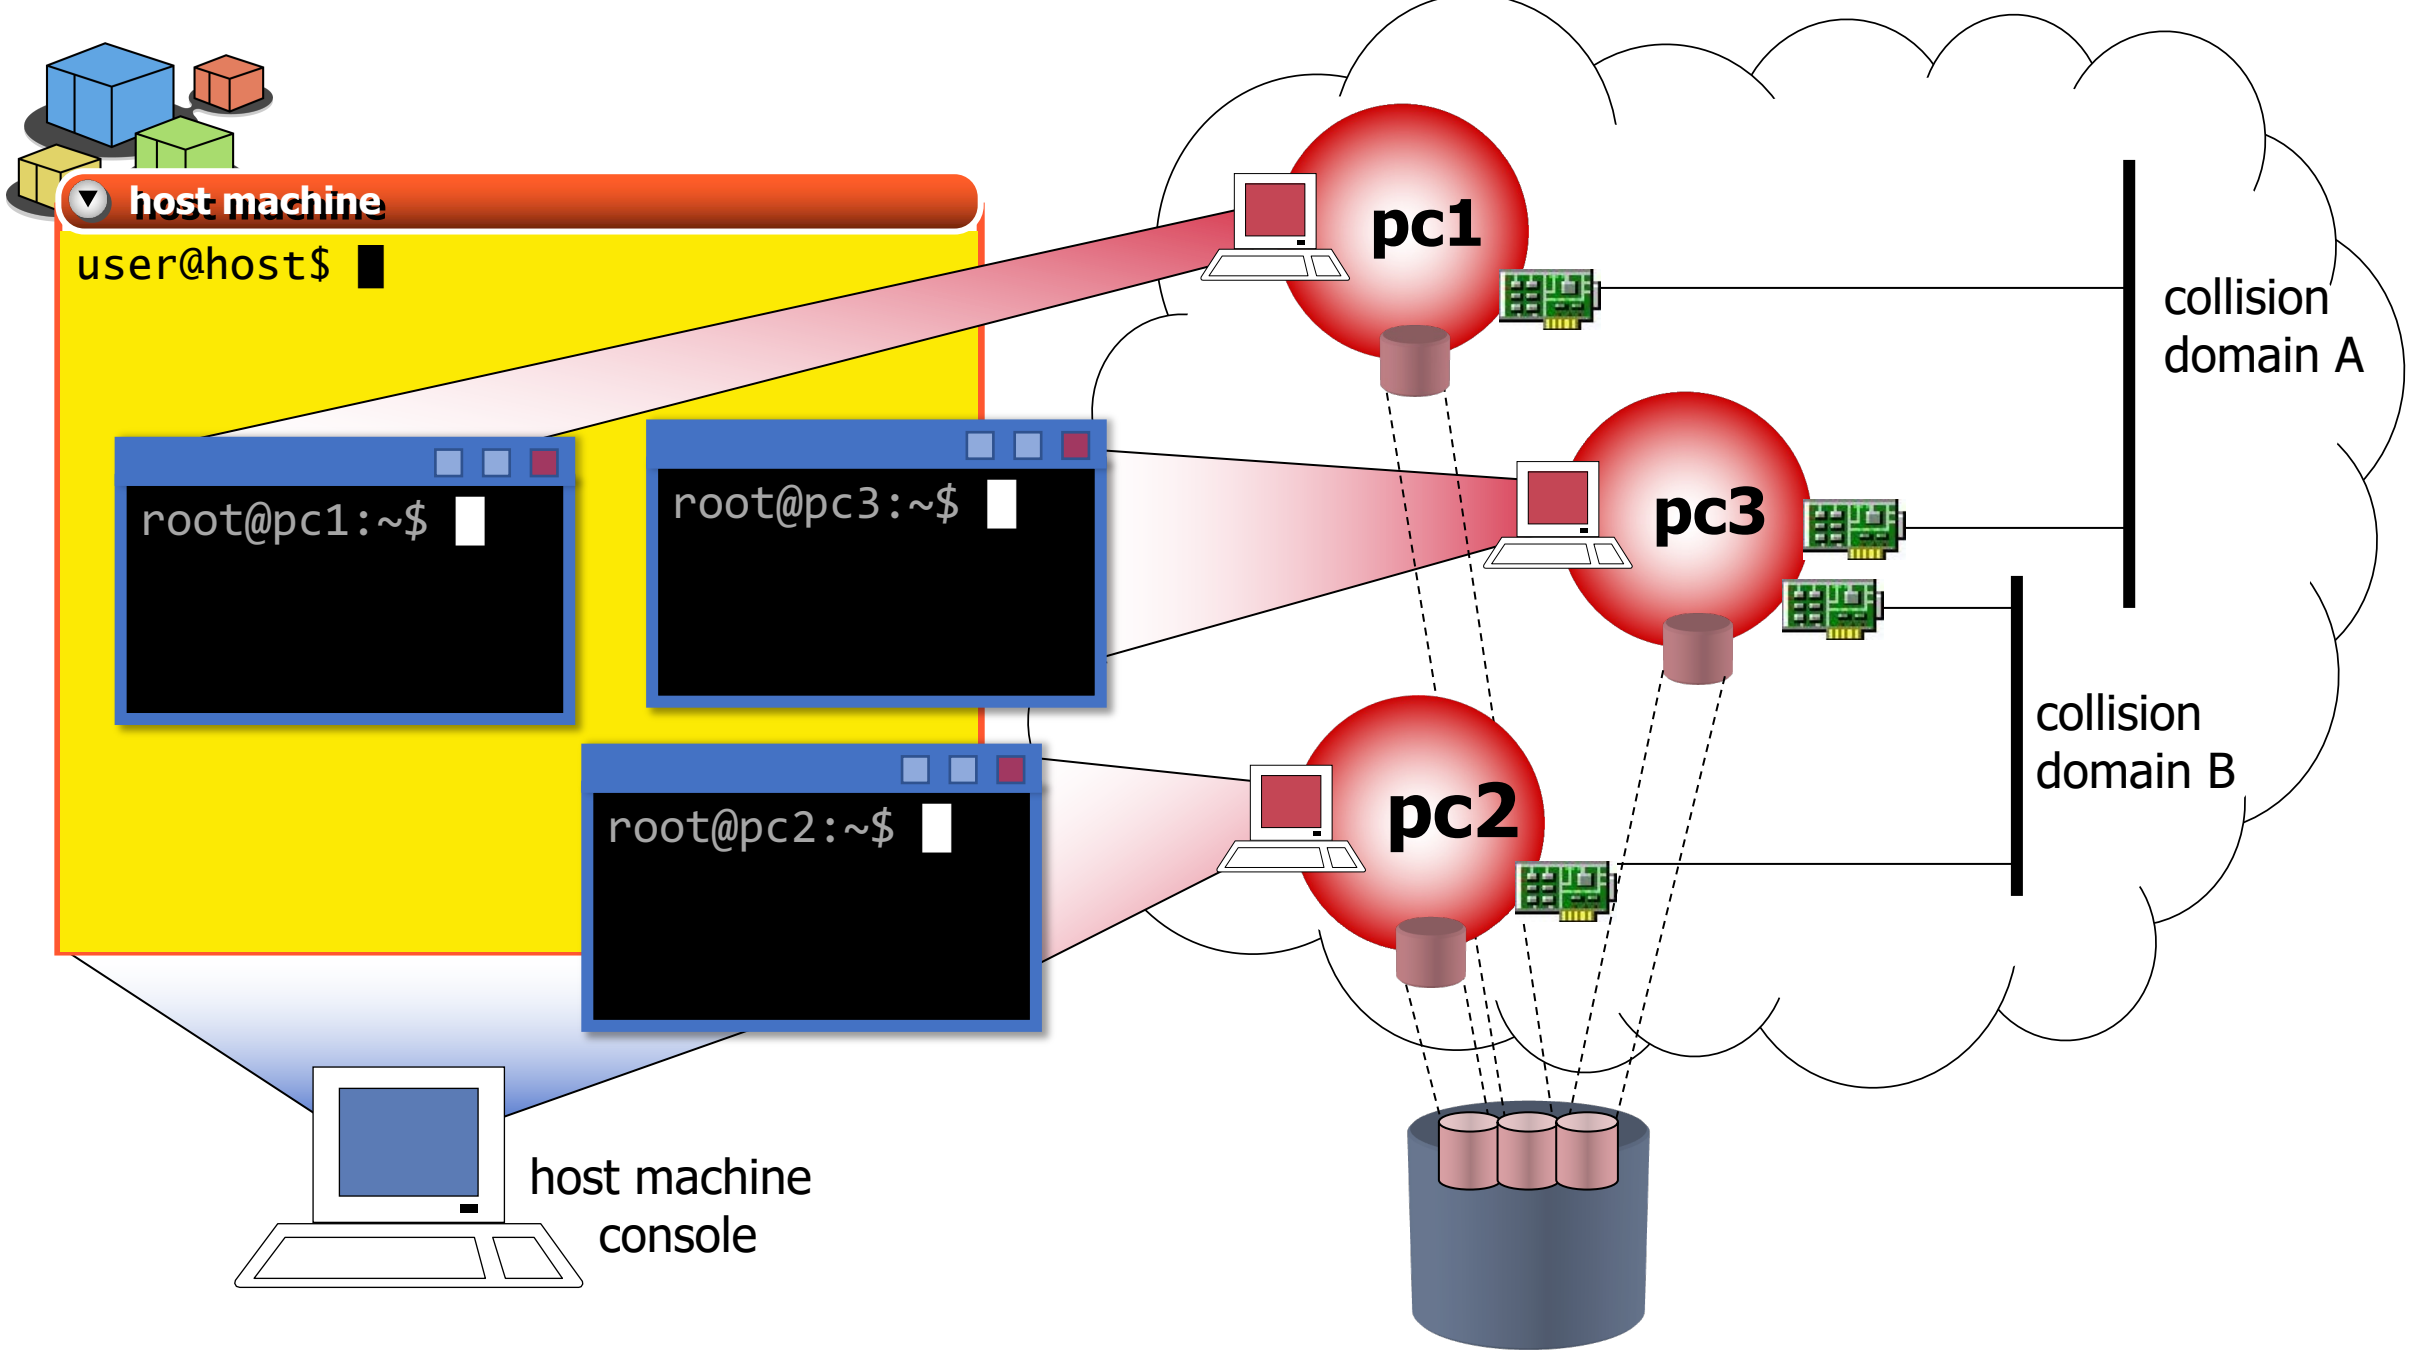 host machine
user@host$
root@pc1:~$
root@pc3:~$
root@pc2:~$
host machine
console
pc1
pc3
pc2
collision
domain A
collision
domain B